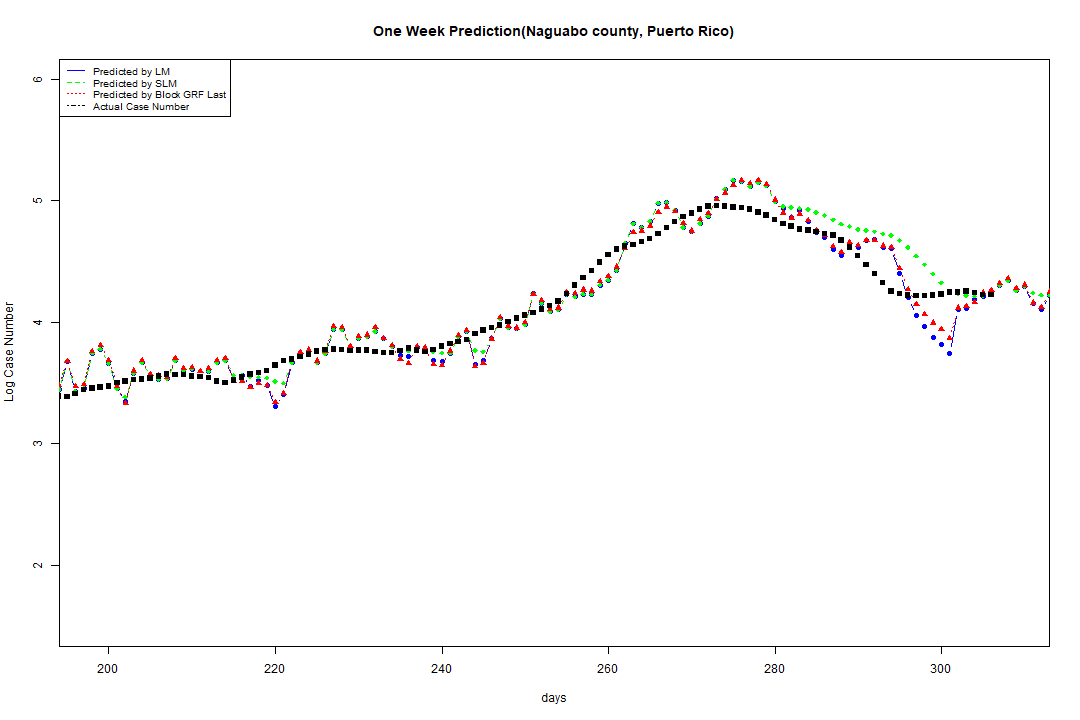 One Week Prediction(Naguabo county, Puerto Rico)
Predicted by LM
Predicted by SLM
Predicted by Block GRF Last
Actual Case Number
6
5
4
3
2
Log Case Number
200 220 240 260 280 300
days